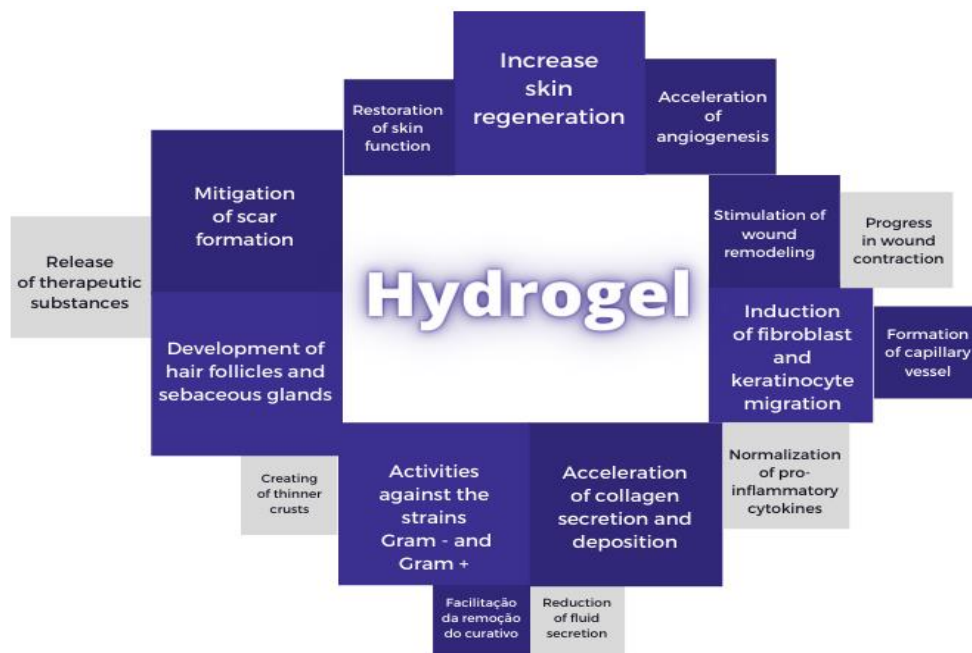 Increase
skin
regeneration
Restoration
of skin
function
Acceleration
of
angiogenesis
Mitigation
of scar
formation
Stimulation of
wound
remodeling
Progress
in wound
contraction
Release
of therapeutic
substances
Hydrogel
Induction
of fibroblast
and
keratinocyte
migration
Formation
of capillary
vessel
Development of
hair follicles and
sebaceous glands
Creating
of thinner
crusts
Activities
against the
strains
Gram - and
Gram +
Acceleration
of collagen
secretion and
deposition
Normalization
of pro-
inflammatory
cytokines
Facilitação
da remoção
do curativo
Reduction
of fluid
secretion